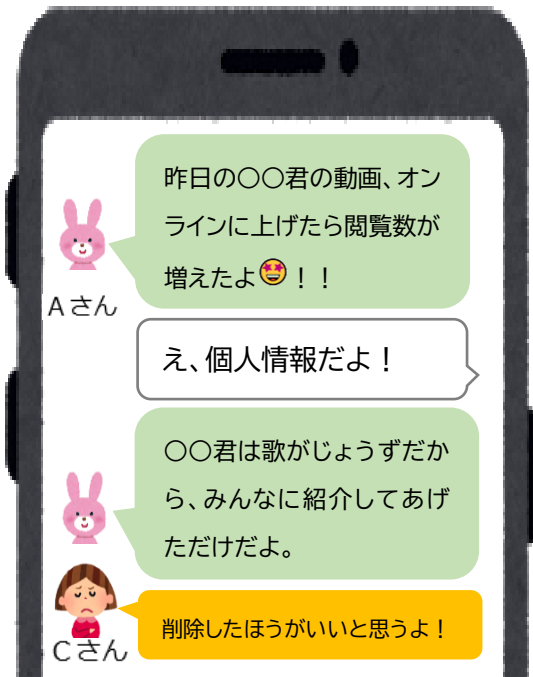 昨日の〇〇君の動画、オン
ラインに上げたら閲覧数が
増えたよ🤩！！
Aさん
え、個人情報だよ！
〇〇君は歌がじょうずだか
ら、みんなに紹介してあげ
ただけだよ。
削除したほうがいいと思うよ！
Cさん